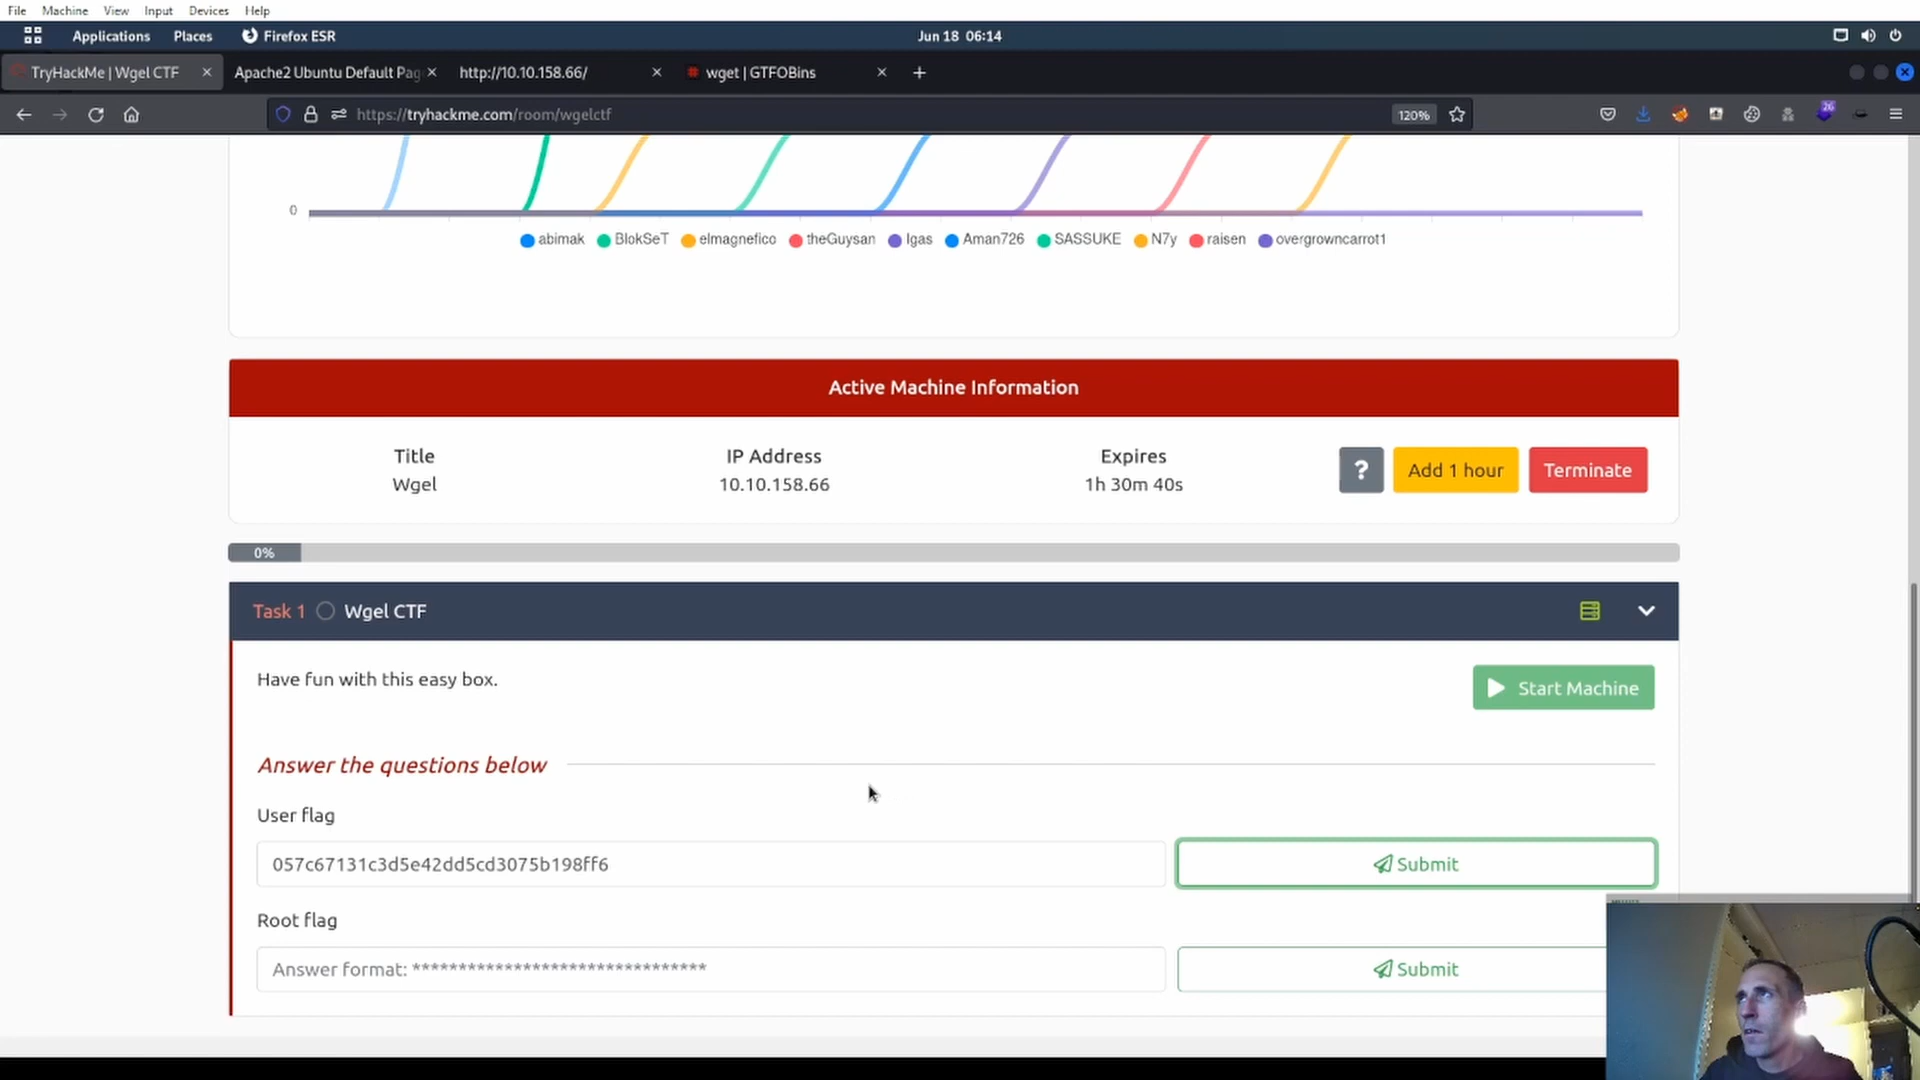 File Machine View Input Devices Help
Applications Places Firefox ESR Jun 18 06:14
TryHackMe | Wgel CTF Apache2 Ubuntu Default Pag http://10.10.158.66/ wget | GTFOBins
https://tryhackme.com/room/wgelctf 120% 26
0
abimak BlokSeT elmagnefico theGuysan Igas Aman726 SASSUKE N7y raisen overgrowncarrot1
Active Machine Information
Title IP Address Expires
Wgel 10.10.158.66 1h 30m 40s ? Add 1 hour Terminate
0%
Task 1 Wgel CTF
Have fun with this easy box. Start Machine
Answer the questions below
User flag
057c67131c3d5e42dd5cd3075b198ff6 Submit
Root flag
Answer format: ******************************** Submit